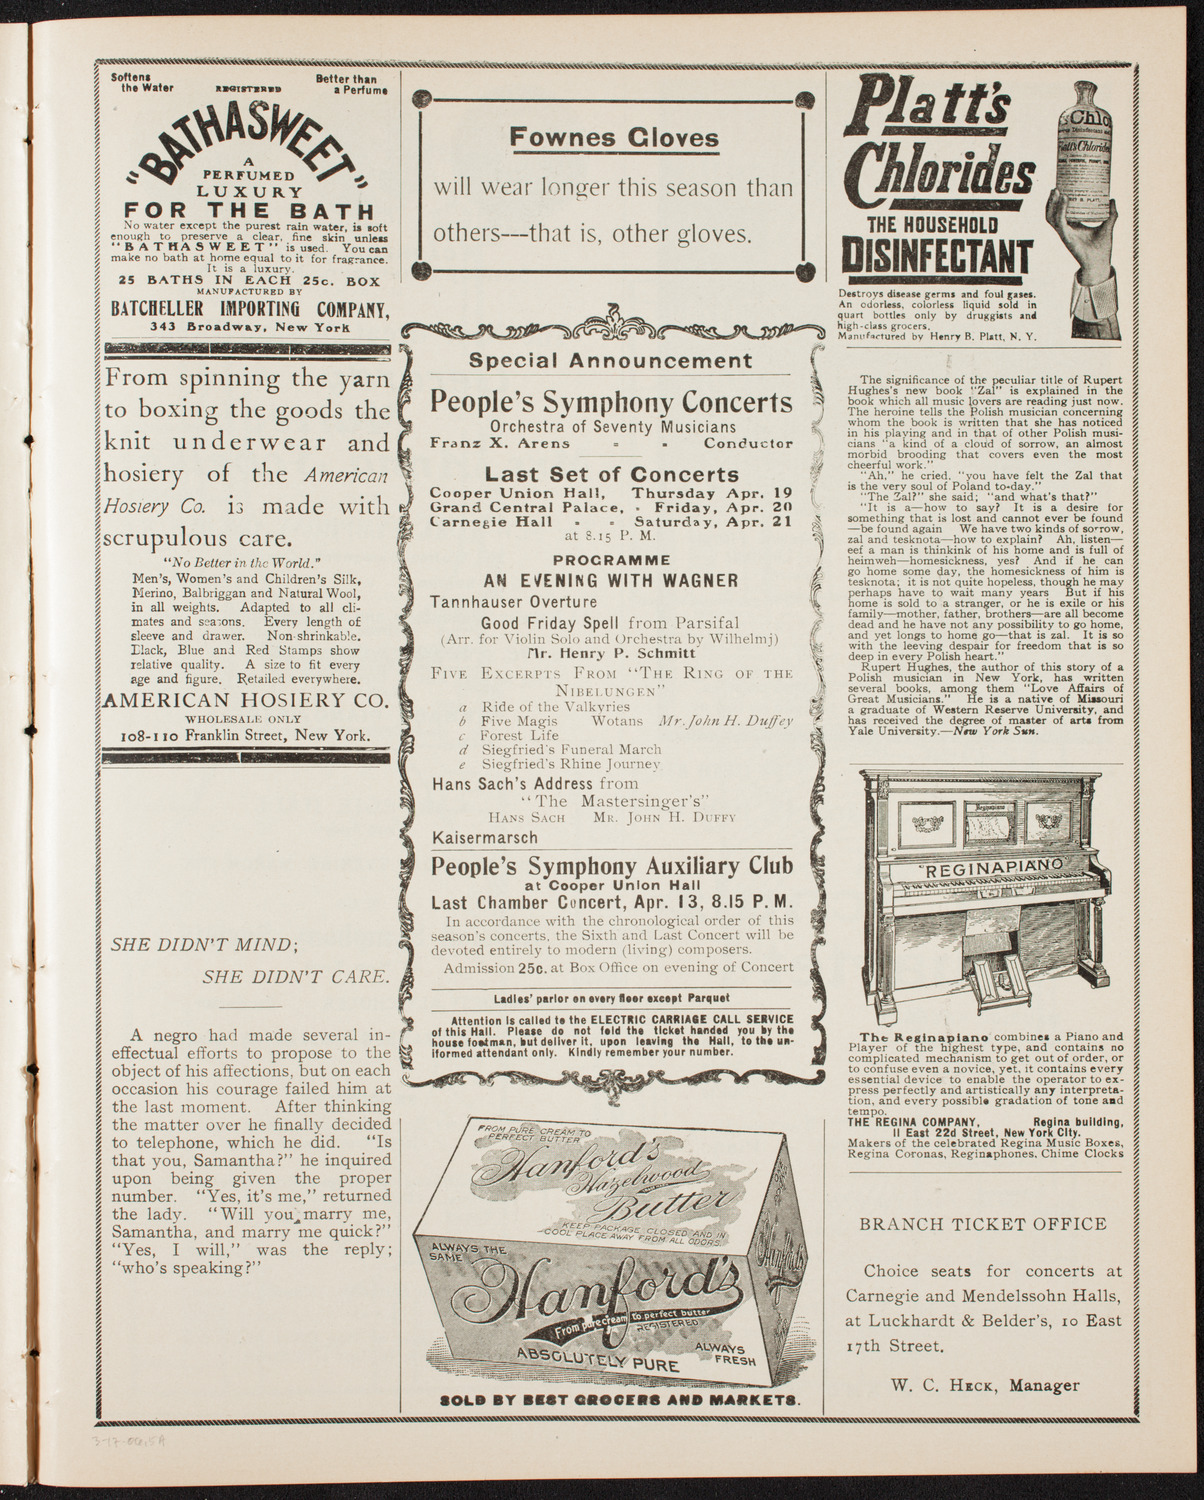 Softens
the Water
REGISTERED
Better than
a Perfume
"BATHASWEET"
A
PERFUMED
LUXURY
FOR THE BATH
No water except the purest rain water, is soft
enough to preserve a clear, fine skin unless
"BATHASWEET" is used. You can
make no bath at home equal to it for fragrance.
It is a luxury.
25 BATHS IN EACH 25c. BOX
MANUFACTURED BY
BATCHELLER IMPORTING COMPANY,
343 Broadway, New York
From spinning the yarn
to boxing the goods the
knit underwear and
hosiery of the American
Hosiery Co. is made with
scrupulous care.
"No Better in the World."
Men's, Women's and Children's Silk,
Merino, Balbriggan and Natural Wool,
in all weights. Adapted to all cli-
mates and seasons. Every length of
sleeve and drawer. Non-shrinkable.
Black, Blue and Red Stamps show
relative quality. A size to fit every
age and figure. Retailed everywhere.
AMERICAN HOSIERY CO.
WHOLESALE ONLY
108-110 Franklin Street, New York.
SHE DIDN'T MIND;
SHE DIDN'T CARE.
A negro had made several in-
effectual efforts to propose to the
object of his affections, but on each
occasion his courage failed him at
the last moment. After thinking
the matter over he finally decided
to telephone, which he did. "Is
that you, Samantha?" he inquired
upon being given the proper
number. "Yes, it's me," returned
the lady. "Will you marry me,
Samantha, and marry me quick?"
"Yes, I will," was the reply;
"who's speaking?"
Fownes Gloves
will wear longer this season than
others---that is, other gloves.
Special Announcement
People's Symphony Concerts
Orchestra of Seventy Musicians
Franz X. Arens - - Conductor
Last Set of Concerts
Cooper Union Hall, Thursday Apr. 19
Grand Central Palace, - Friday, Apr. 20
Carnegie Hall - - Saturday, Apr. 21
at 8.15 P. M.
PROGRAMME
AN EVENING WITH WAGNER
Tannhauser Overture
Good Friday Spell from Parsifal
(Arr. for Violin Solo and Orchestra by Wilhelmj)
Mr. Henry P. Schmitt
FIVE EXCERPTS FROM "THE RING OF THE
NIBELUNGEN"
a Ride of the Valkyries
b Five Magis Wotans Mr. John H. Duffey
c Forest Life
d Siegfried's Funeral March
e Siegfried's Rhine Journey
Hans Sach's Address from
"The Mastersinger's"
HANS SACH MR. JOHN H. DUFFY
Kaisermarsch
People's Symphony Auxiliary Club
at Cooper Union Hall
Last Chamber Concert, Apr. 13, 8.15 P. M.
In accordance with the chronological order of this
season's concerts, the Sixth and Last Concert will be
devoted entirely to modern (living) composers.
Admission 25c. at Box Office on evening of Concert
Ladies' parlor on every floor except Parquet
Attention is called to the ELECTRIC CARRIAGE CALL SERVICE
of this Hall. Please do not fold the ticket handed you by the
house footman, but deliver it, upon leaving the Hall, to the un-
iformed attendant only. Kindly remember your number.
FROM PURE CREAM TO
PERFECT BUTTER
Hanford's
Hazelwood
Butter
KEEP PACKAGE CLOSED AND IN
COOL PLACE AWAY FROM ALL ODORS.
ALWAYS THE
SAME
Hanford's
From pure cream to perfect butter
REGISTERED
ABSOLUTELY PURE
ALWAYS
FRESH
Hanford's
SOLD BY BEST GROCERS AND MARKETS.
Platt's
Chlorides
THE HOUSEHOLD
DISINFECTANT
Platt's Chlorides
Destroys disease germs and foul gases.
An odorless, colorless liquid sold in
quart bottles only by druggists and
high-class grocers.
Manufactured by Henry B. Platt, N. Y.
The significance of the peculiar title of Rupert
Hughes's new book "Zal" is explained in the
book which all music lovers are reading just now.
The heroine tells the Polish musician concerning
whom the book is written that she has noticed
in his playing and in that of other Polish musi-
cians "a kind of a cloud of sorrow, an almost
morbid brooding that covers even the most
cheerful work."
"Ah," he cried, "you have felt the Zal that
is the very soul of Poland to-day."
"The Zal?" she said; "and what's that?"
"It is a—how to say? It is a desire for
something that is lost and cannot ever be found
—be found again We have two kinds of sorrow,
zal and tesknota—how to explain? Ah, listen—
eef a man is thinkink of his home and is full of
heimweh—homesickness, yes? And if he can
go home some day, the homesickness of him is
tesknota; it is not quite hopeless, though he may
perhaps have to wait many years But if his
home is sold to a stranger, or he is exile or his
family—mother, father, brothers—are all become
dead and he have not any possibility to go home,
and yet longs to home go—that is zal. It is so
with the leeving despair for freedom that is so
deep in every Polish heart."
Rupert Hughes, the author of this story of a
Polish musician in New York, has written
several books, among them "Love Affairs of
Great Musicians." He is a native of Missouri
a graduate of Western Reserve University, and
has received the degree of master of arts from
Yale University.—New York Sun.
Reginapiano
"REGINAPIANO"
The Reginapiano combines a Piano and
Player of the highest type, and contains no
complicated mechanism to get out of order, or
to confuse even a novice, yet, it contains every
essential device to enable the operator to ex-
press perfectly and artistically any interpreta-
tion, and every possible gradation of tone and
tempo.
THE REGINA COMPANY, Regina building,
11 East 22d Street, New York City.
Makers of the celebrated Regina Music Boxes,
Regina Coronas, Reginaphones, Chime Clocks
BRANCH TICKET OFFICE
Choice seats for concerts at
Carnegie and Mendelssohn Halls,
at Luckhardt & Belder's, 10 East
17th Street.
W. C. HECK, Manager